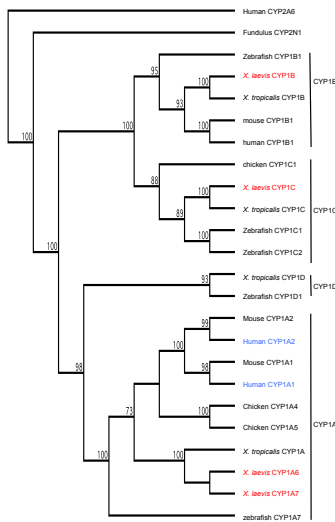 Human CYP2A6
Fundulus CYP2N1
Zebrafish CYP1B1
95
X. laevis CYP1B
100
CYP1B
X. tropicalis CYP1B
93
100
mouse CYP1B1
100
human CYP1B1
100
chicken CYP1C1
88
X. laevis CYP1C
100
X. tropicalis CYP1C
CYP1C
89
Zebrafish CYP1C1
100
Zebrafish CYP1C2
100
X. tropicalis CYP1D
93
CYP1D
Zebrafish CYP1D1
Mouse CYP1A2
99
Human CYP1A2
100
Mouse CYP1A1
98
98
Human CYP1A1
Chicken CYP1A4
73
100
Chicken CYP1A5
CYP1A
X. tropicalis CYP1A
100
100
X. laevis CYP1A6
100
X. laevis CYP1A7
zebrafish CYP1A7